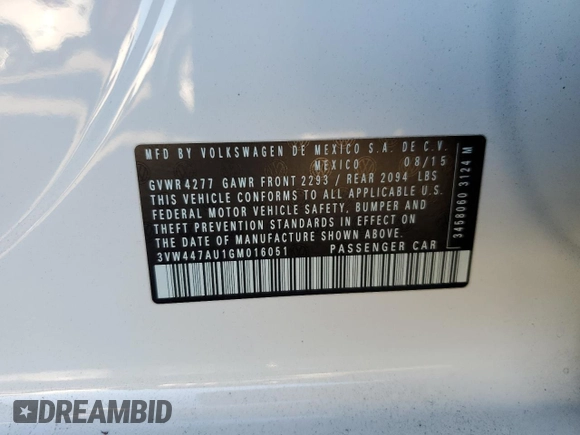 MFD BY VOLKSWAGEN DE MEXICO S.A. DE C.V.
MEXICO 08/15
GVWR 4277 GAWR FRONT 2293 / REAR 2094 LBS
THIS VEHICLE CONFORMS TO ALL APPLICABLE U.S.
FEDERAL MOTOR VEHICLE SAFETY, BUMPER AND
THEFT PREVENTION STANDARDS IN EFFECT ON
THE DATE OF MANUFACTURE SHOWN ABOVE.
3VW447AU1GM016051 PASSENGER CAR
3458060 3124 M
DREAMBID